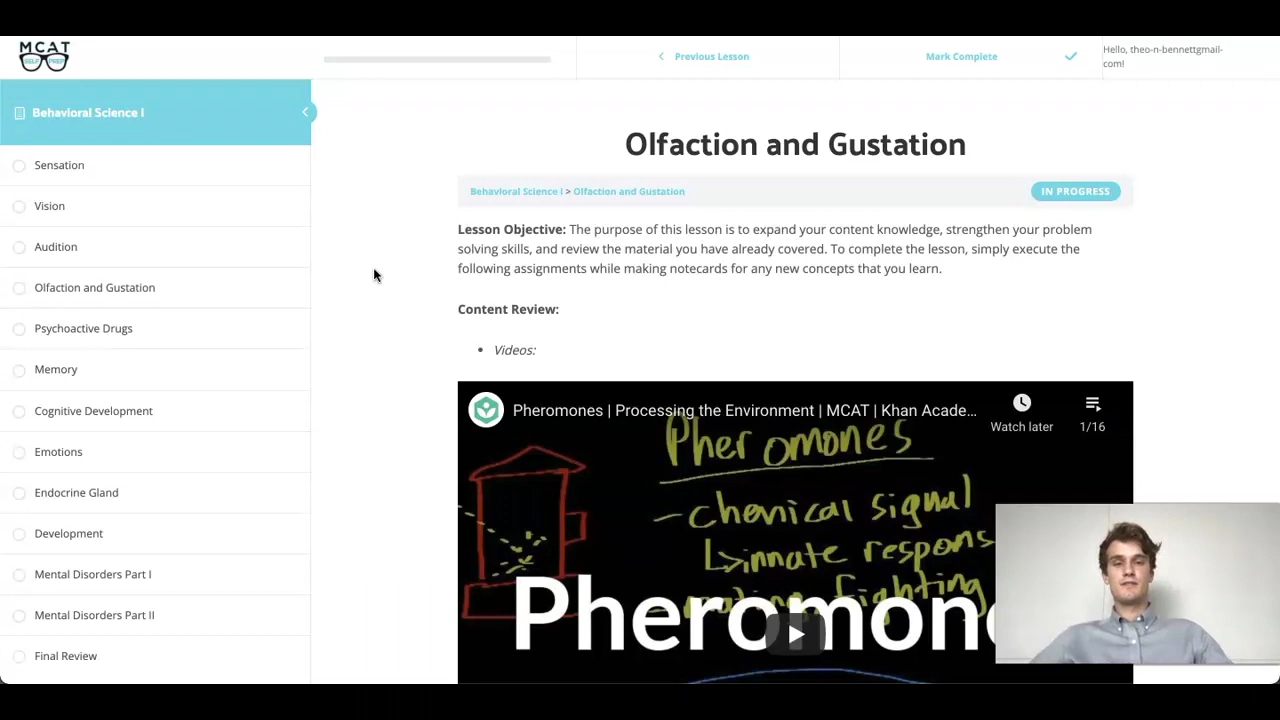 MCAT
SELF PREP
Previous Lesson
Mark Complete
Hello, theo-n-bennettgmail-
com!
Behavioral Science I
Sensation
Vision
Audition
Olfaction and Gustation
Psychoactive Drugs
Memory
Cognitive Development
Emotions
Endocrine Gland
Development
Mental Disorders Part I
Mental Disorders Part II
Final Review
Olfaction and Gustation
Behavioral Science I > Olfaction and Gustation
IN PROGRESS
Lesson Objective: The purpose of this lesson is to expand your content knowledge, strengthen your problem
solving skills, and review the material you have already covered. To complete the lesson, simply execute the
following assignments while making notecards for any new concepts that you learn.
Content Review:
• Videos:
Pheromones | Processing the Environment | MCAT | Khan Acade...
Watch later
1/16
Pheromones
- chemical signal
innate respons
mating, fighting
Pheromon